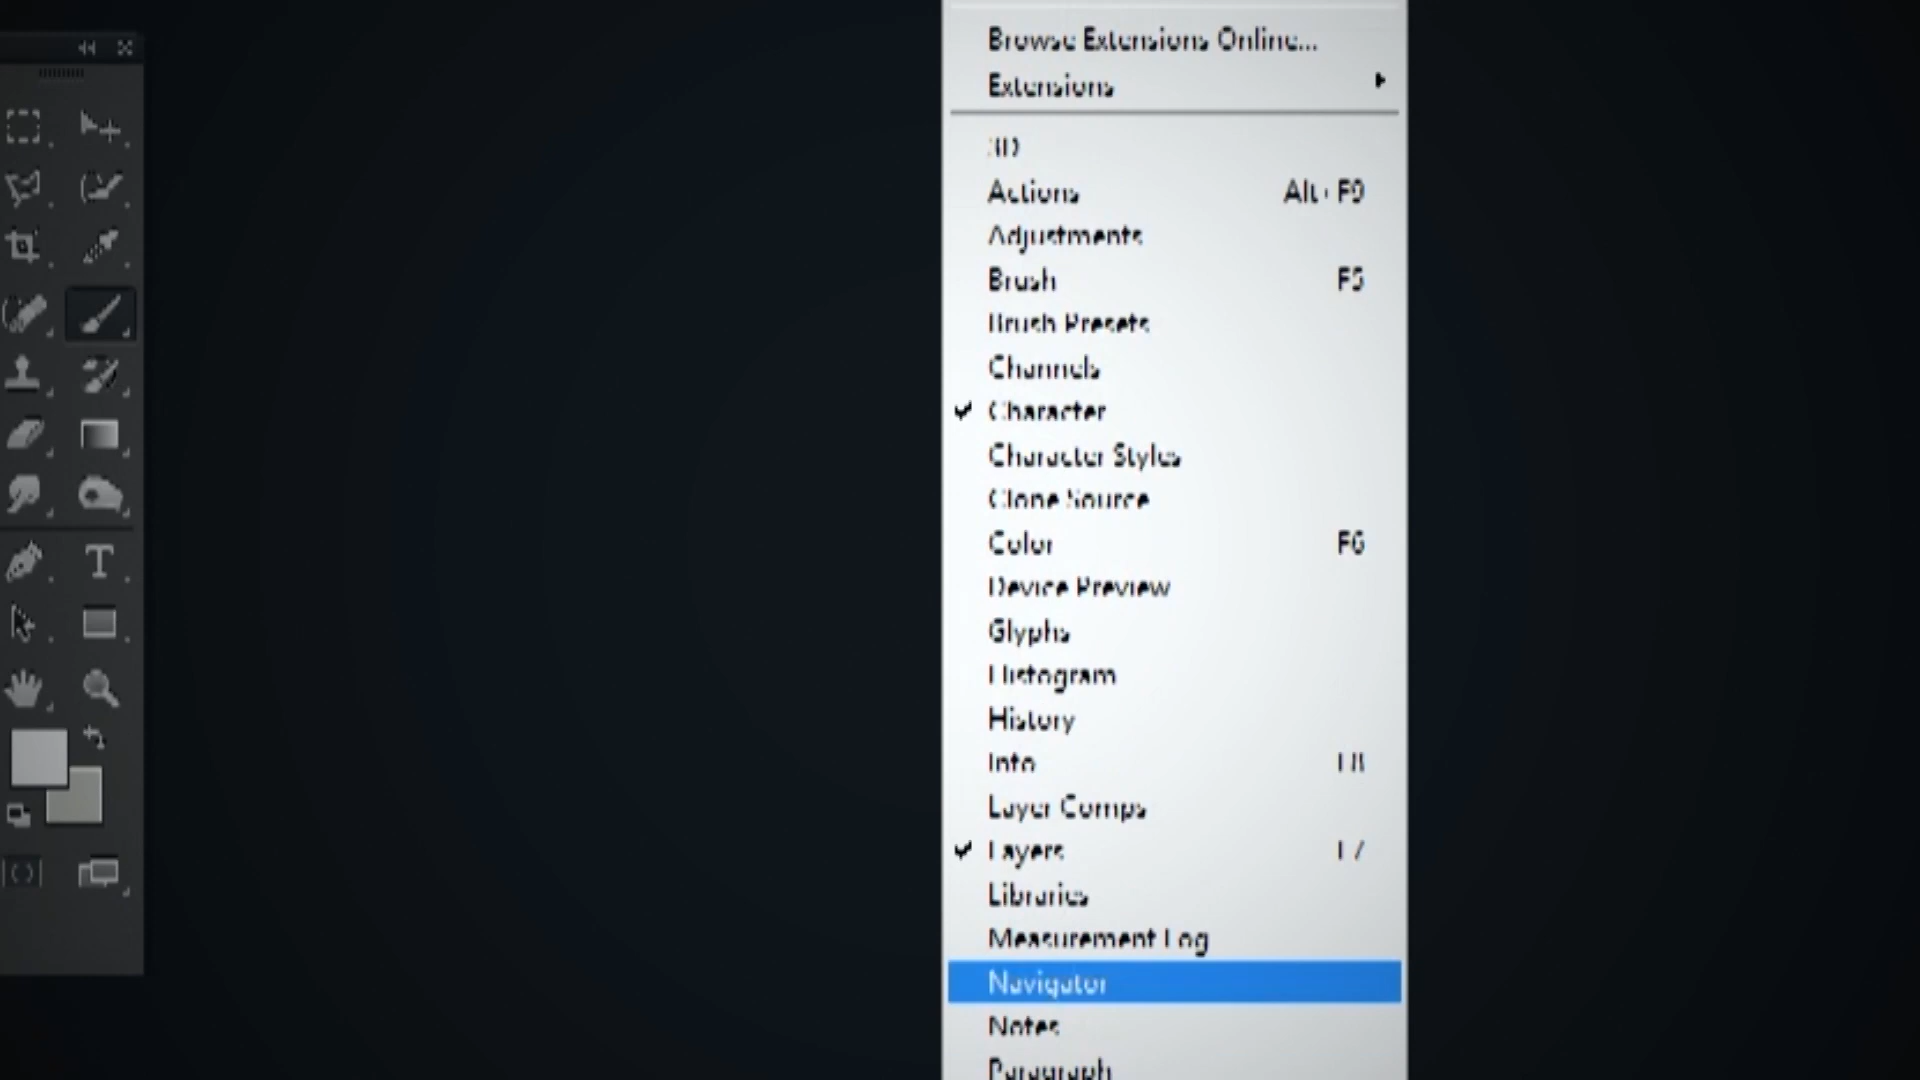 Browse Extensions Online...
Extensions
3D
Actions Alt+F9
Adjustments
Brush F5
Brush Presets
Channels
Character
Character Styles
Clone Source
Color F6
Device Preview
Glyphs
Histogram
History
Info F8
Layer Comps
Layers F7
Libraries
Measurement Log
Navigator
Notes
Paragraph